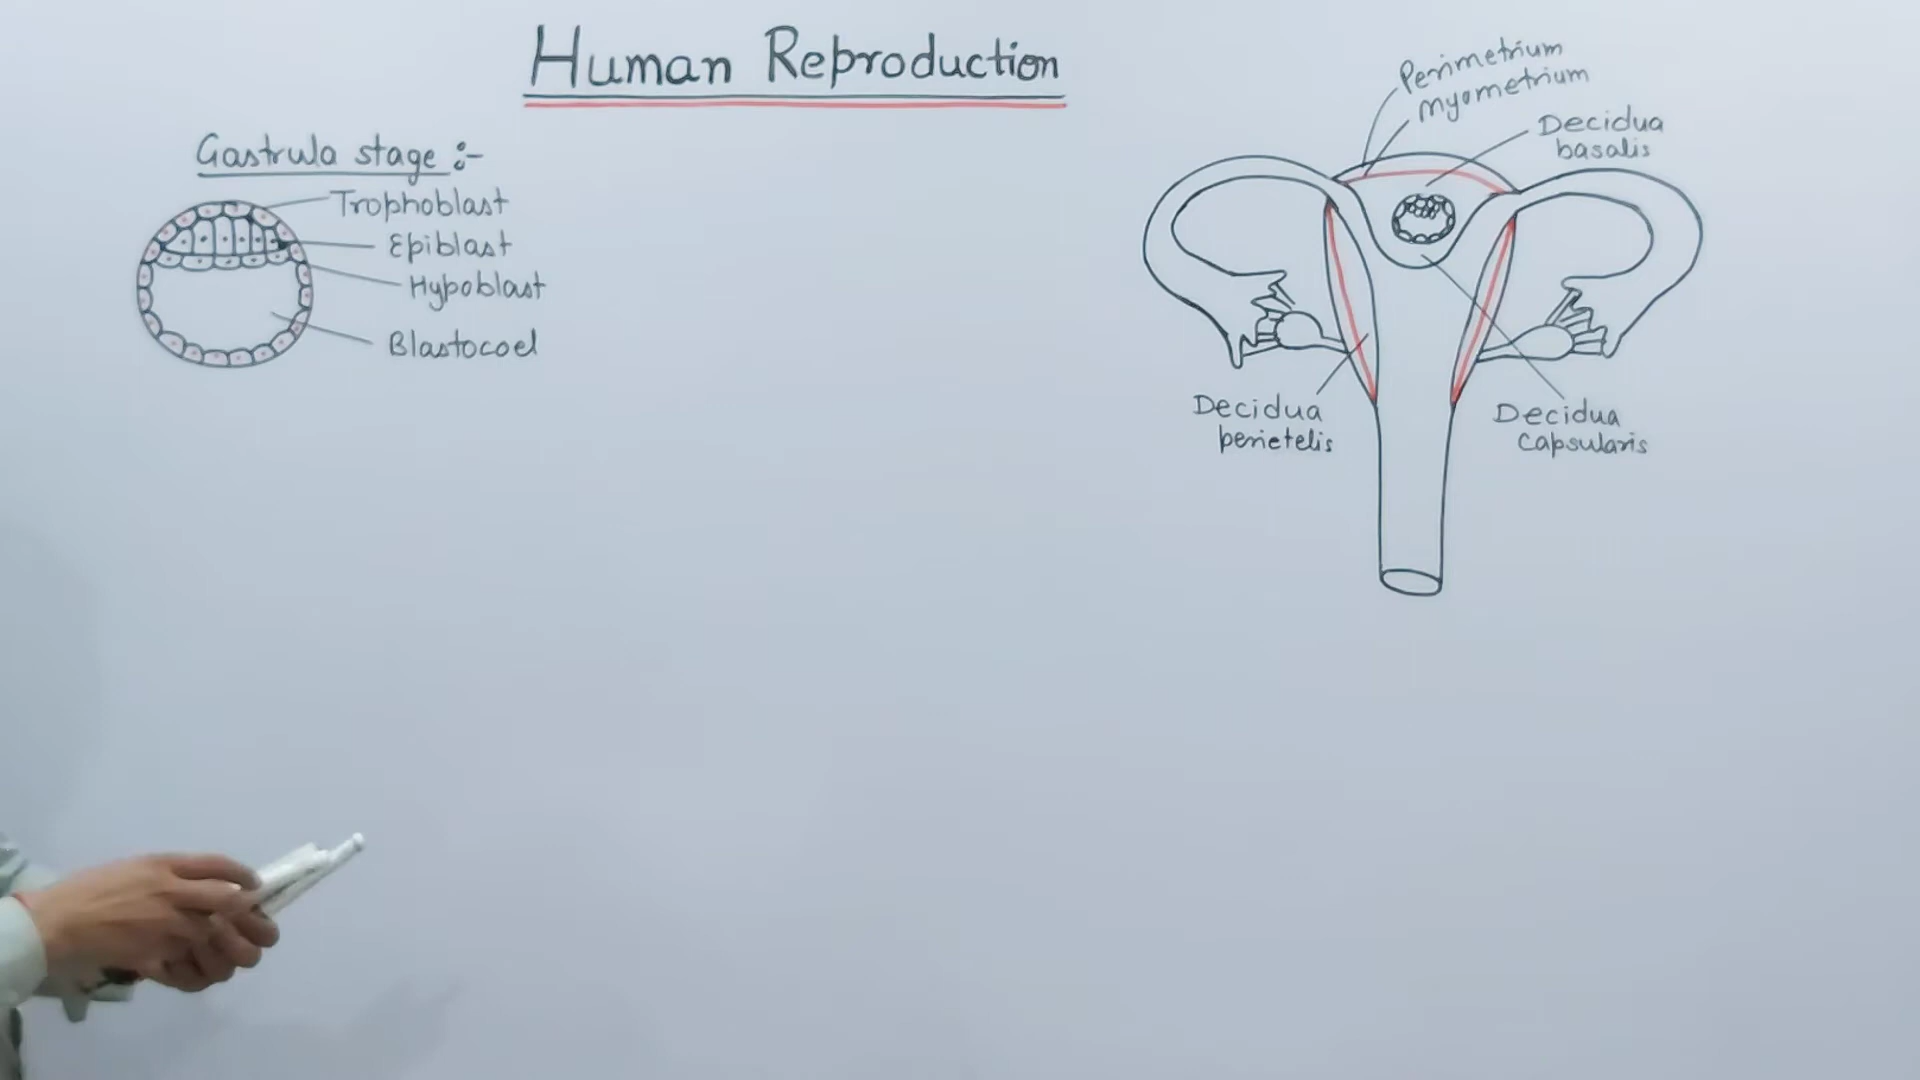 Human Reproduction
Gastrula stage :-
Trophoblast
Epiblast
Hypoblast
Blastocoel
Perimetrium
myometrium
Decidua
basalis
Decidua
perietelis
Decidua
Capsularis